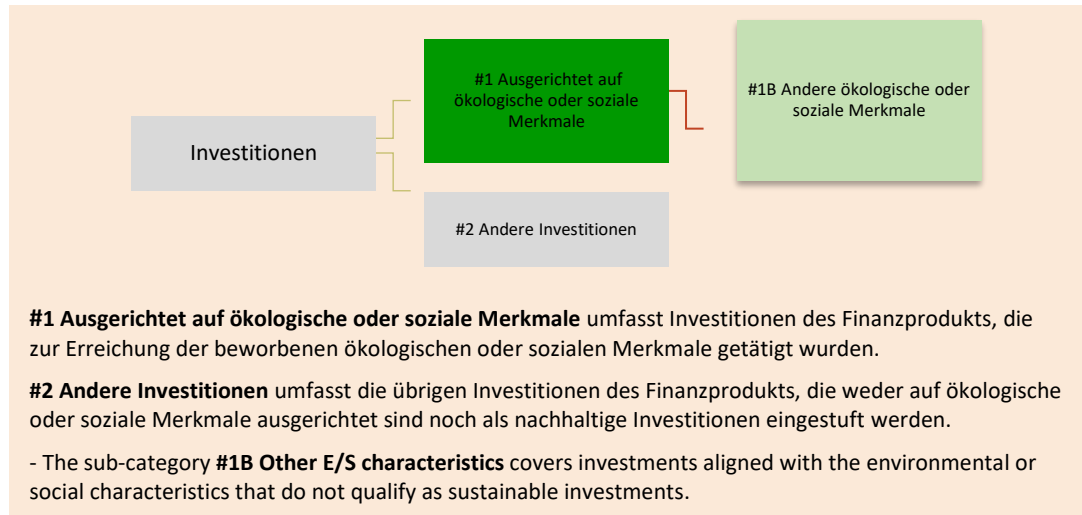 #1 Ausgerichtet auf
ökologische oder soziale
Merkmale
#1B Andere ökologische oder
soziale Merkmale
Investitionen
#2 Andere Investitionen
#1 Ausgerichtet auf ökologische oder soziale Merkmale umfasst Investitionen des Finanzprodukts, die
zur Erreichung der beworbenen ökologischen oder sozialen Merkmale getätigt wurden.
#2 Andere Investitionen umfasst die übrigen Investitionen des Finanzprodukts, die weder auf ökologische
oder soziale Merkmale ausgerichtet sind noch als nachhaltige Investitionen eingestuft werden.
- The sub-category #1B Other E/S characteristics covers investments aligned with the environmental or
social characteristics that do not qualify as sustainable investments.